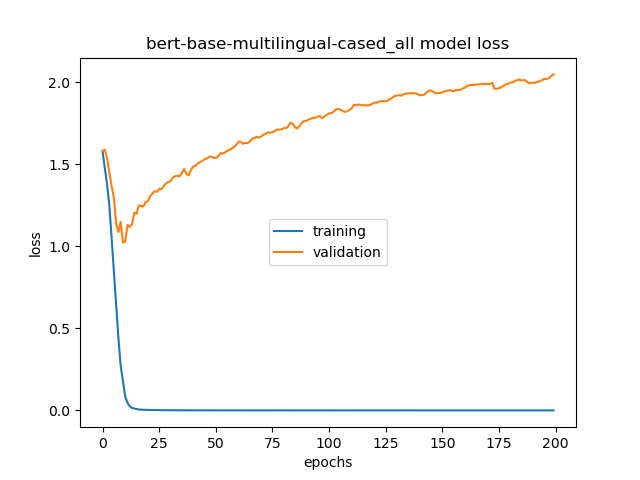 bert-base-multilingual-cased_all model loss
2.0
1.5
1.0
0.5
0.0
loss
training
validation
0 25 50 75 100 125 150 175 200
epochs